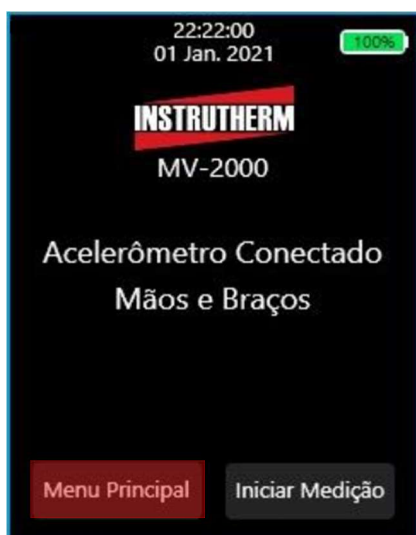 22:22:00
01 Jan. 2021
100%
INSTRUTHERM
MV-2000
Acelerômetro Conectado
Mãos e Braços
Menu Principal
Iniciar Medição